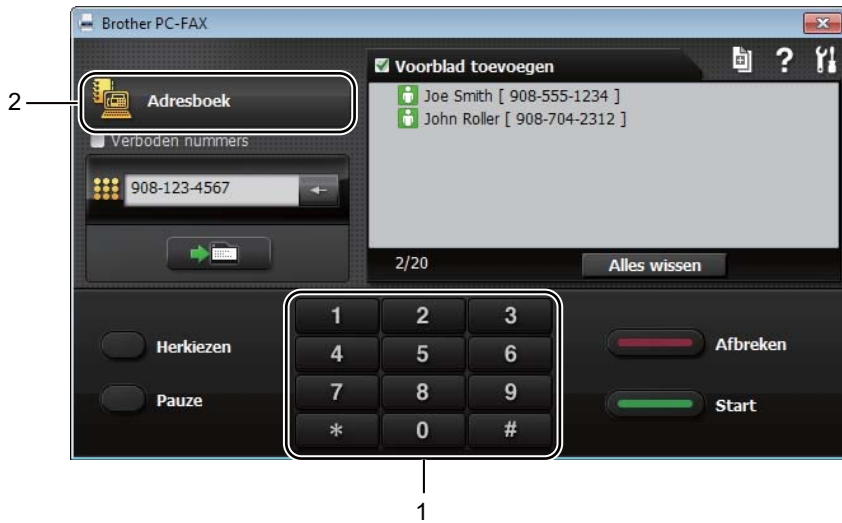 Brother PC-FAX
2
Adresboek
Verboden nummers
908-123-4567
Voorblad toevoegen
?
Joe Smith [ 908-555-1234 ]
John Roller [ 908-704-2312 ]
2/20
Alles wissen
Herkiezen
Pauze
1 2 3
4 5 6
7 8 9
* 0 #
Afbreken
Start
1